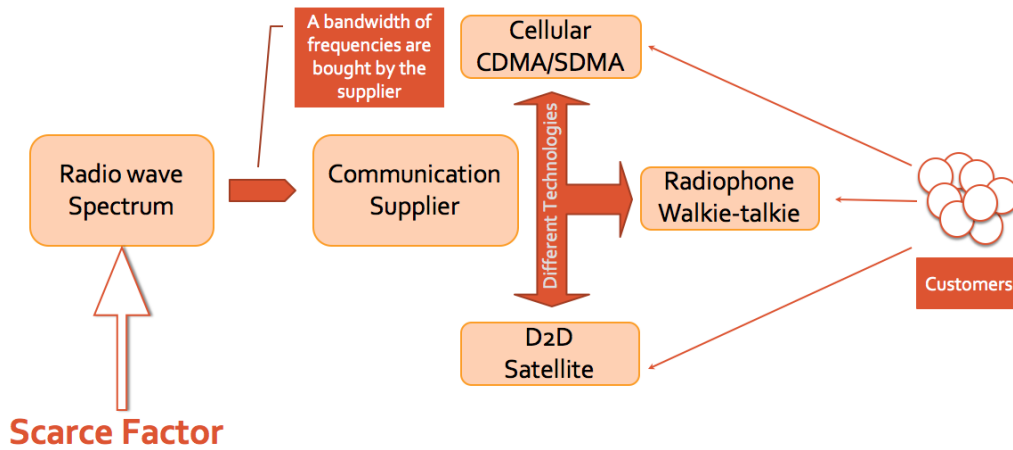 A bandwidth of
frequencies are
bought by the
supplier
Cellular
CDMA/SDMA
Radio wave
Spectrum
Communication
Supplier
Different Technologies
Radiophone
Walkie-talkie
Customers
D2D
Satellite
Scarce Factor